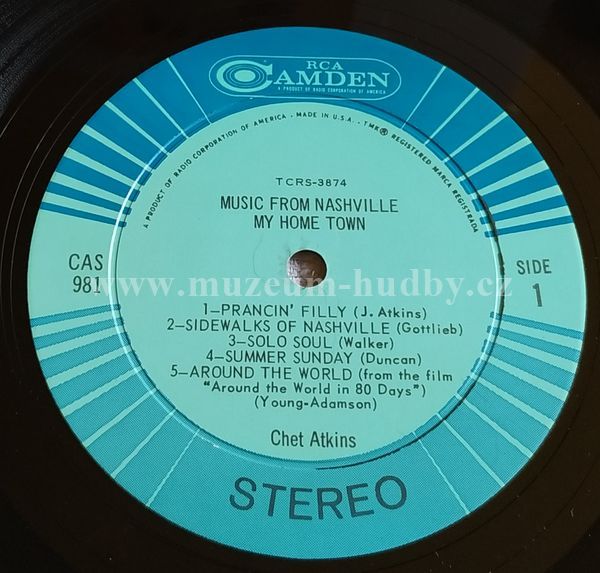 RCA
CAMDEN
A PRODUCT OF RADIO CORPORATION OF AMERICA
A PRODUCT OF RADIO CORPORATION OF AMERICA - MADE IN U.S.A. - TMK ® REGISTERED MARCA REGISTRADA
TCRS-3874
MUSIC FROM NASHVILLE
MY HOME TOWN
CAS
981
SIDE
1
www.muzeum-hudby.cz
1—PRANCIN' FILLY (J. Atkins)
2—SIDEWALKS OF NASHVILLE (Gottlieb)
3—SOLO SOUL (Walker)
4—SUMMER SUNDAY (Duncan)
5—AROUND THE WORLD (from the film
"Around the World in 80 Days")
(Young-Adamson)
Chet Atkins
STEREO